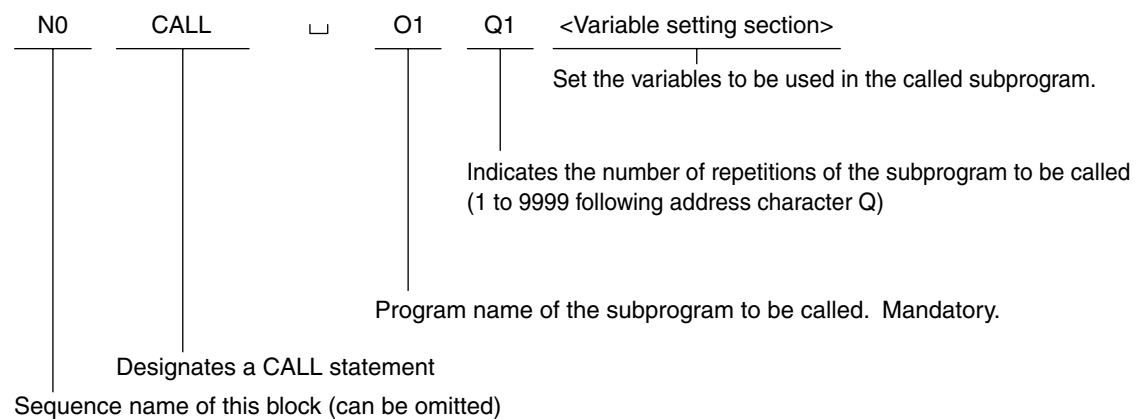 N0 CALL ⎵ O1 Q1 <Variable setting section>
Set the variables to be used in the called subprogram.
Indicates the number of repetitions of the subprogram to be called
(1 to 9999 following address character Q)
Program name of the subprogram to be called. Mandatory.
Designates a CALL statement
Sequence name of this block (can be omitted)